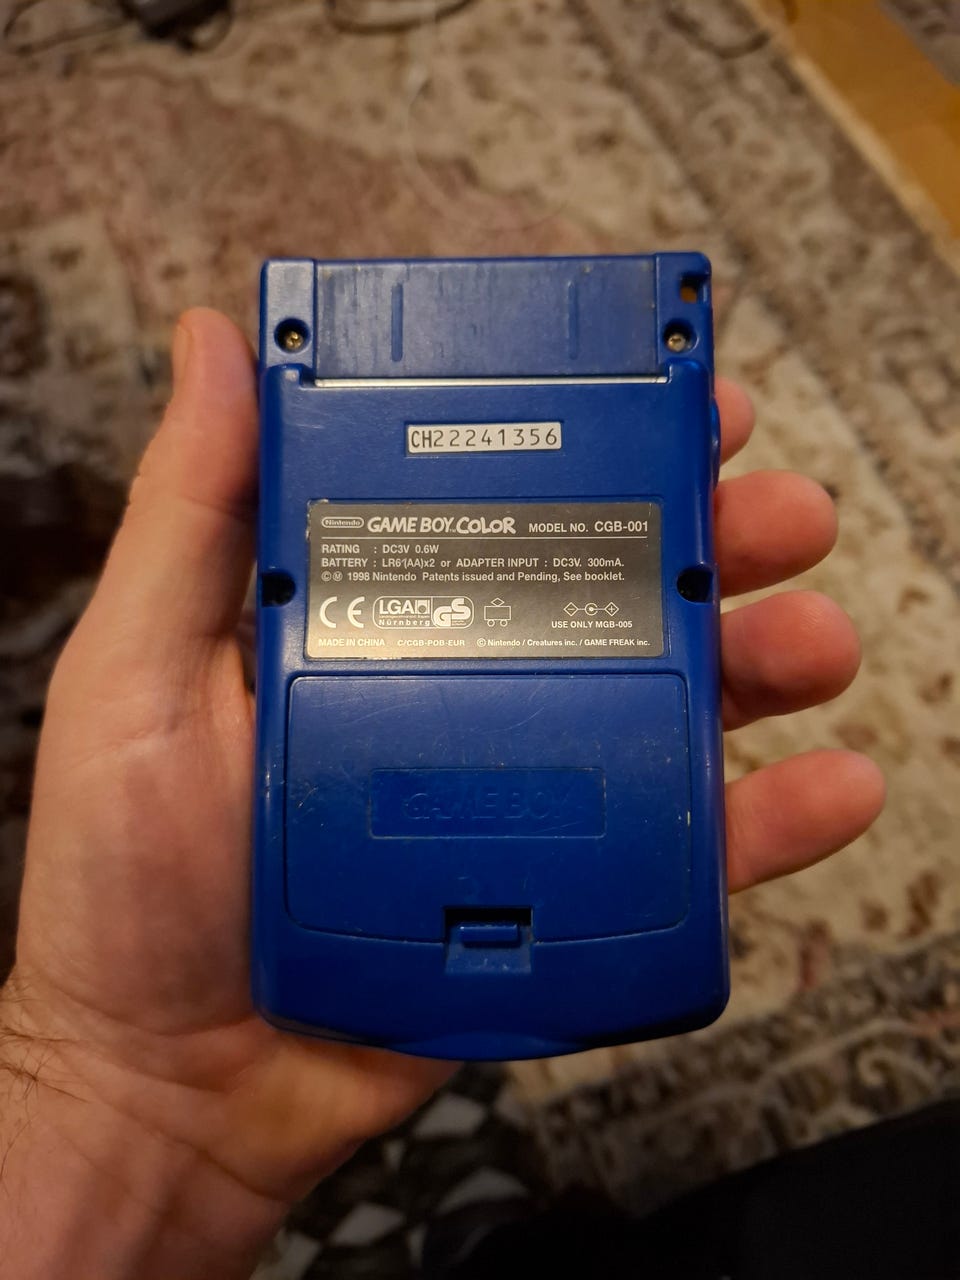 CH22241356
Nintendo GAME BOY COLOR MODEL NO. CGB-001
RATING : DC3V 0.6W
BATTERY : LR6 (AA)x2 or ADAPTER INPUT : DC3V. 300mA.
©Ⓜ 1998 Nintendo Patents issued and Pending, See booklet.
CE LGA GS
Nürnberg
USE ONLY MGB-005
MADE IN CHINA C/CGB-POB-EUR ©Nintendo / Creatures inc. / GAME FREAK inc.
GAME BOY